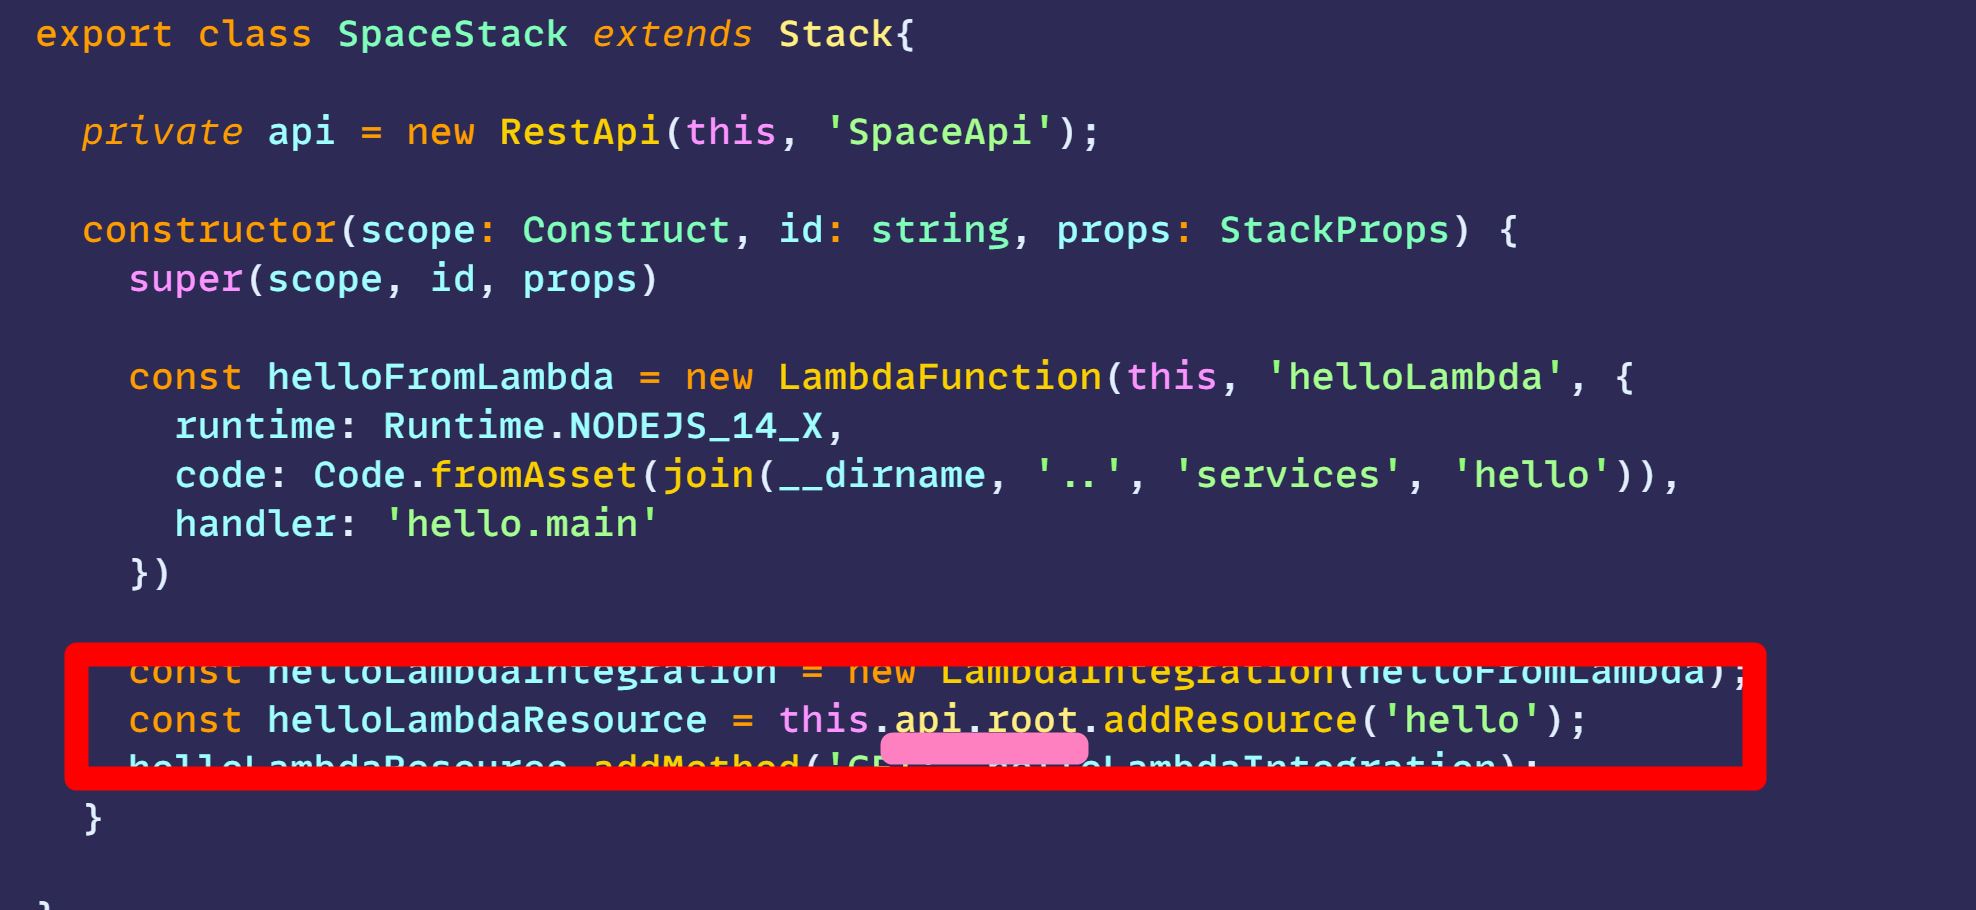 export class SpaceStack extends Stack{
private api = new RestApi(this, 'SpaceApi');
constructor(scope: Construct, id: string, props: StackProps) {
super(scope, id, props)
const helloFromLambda = new LambdaFunction(this, 'helloLambda', {
runtime: Runtime.NODEJS_14_X,
code: Code.fromAsset(join(__dirname, '..', 'services', 'hello')),
handler: 'hello.main'
})
const helloLambdaIntegration = new LambdaIntegration(helloFromLambda);
const helloLambdaResource = this.api.root.addResource('hello');
helloLambdaResource.addMethod( helloLambdaIntegration);
}
}